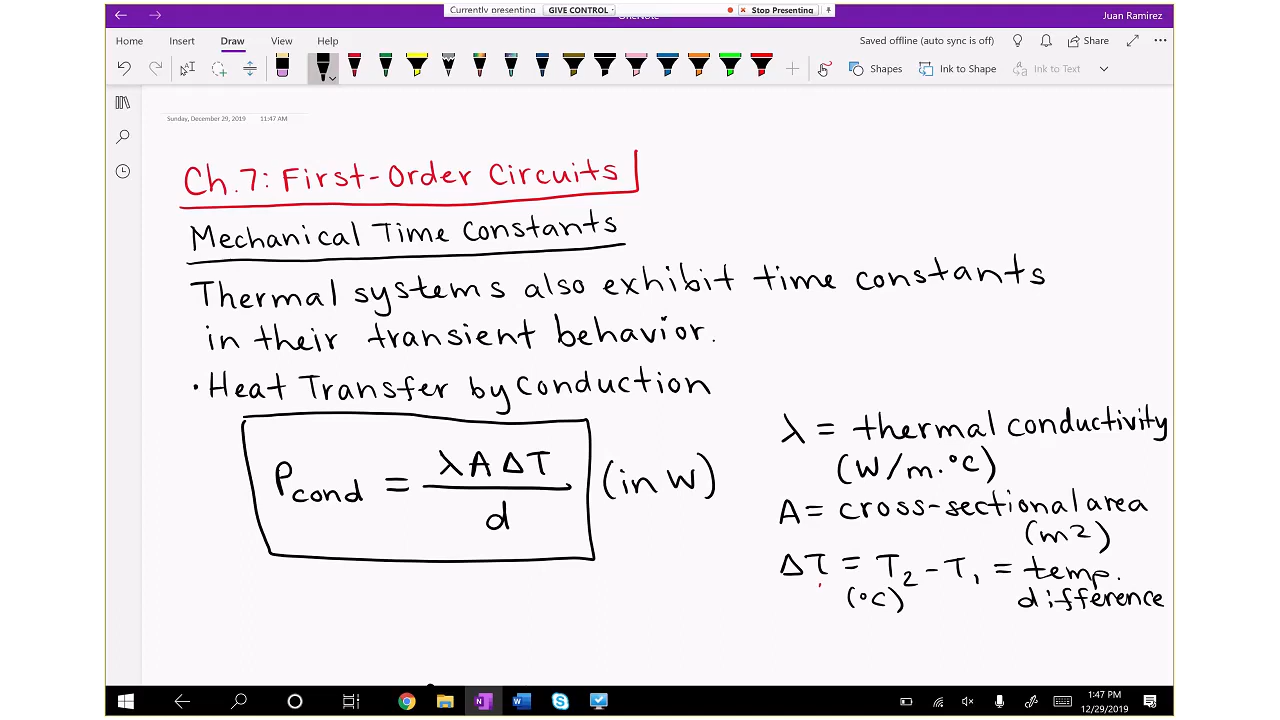 Currently presenting GIVE CONTROL Stop Presenting
OneNote
Juan Ramirez
Home Insert Draw View Help
Saved offline (auto sync is off) Share
Shapes Ink to Shape Ink to Text
Sunday, December 29, 2019 11:47 AM
Ch.7: First-Order Circuits
Mechanical Time Constants
Thermal systems also exhibit time constants
in their transient behavior.
• Heat Transfer by Conduction
P_cond = λ A ΔT / d (in W)
λ = thermal conductivity
(W/m.°C)
A = cross-sectional area
(m2)
ΔT = T₂ - T₁ = temp.
(°C) difference
1:47 PM
12/29/2019